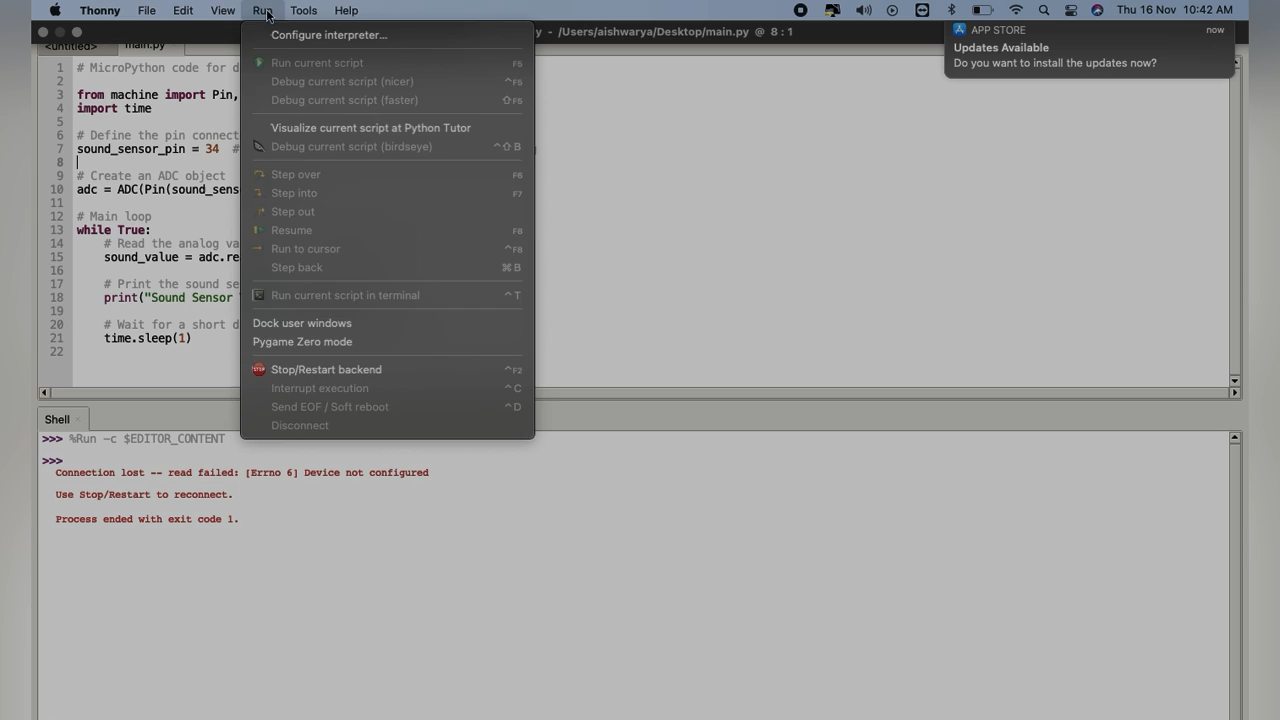 Thonny File Edit View Run Tools Help Thu 16 Nov 10:42 AM
- /Users/aishwarya/Desktop/main.py @ 8 : 1
<untitled> main.py
APP STORE now
Updates Available
Do you want to install the updates now?
Configure interpreter...
Run current script F5
Debug current script (nicer) ^F5
Debug current script (faster) ⇧F5
Visualize current script at Python Tutor
Debug current script (birdseye) ^⇧B
Step over F6
Step into F7
Step out
Resume F8
Run to cursor ^F8
Step back ⌘B
Run current script in terminal ^T
Dock user windows
Pygame Zero mode
STOP Stop/Restart backend ^F2
Interrupt execution ^C
Send EOF / Soft reboot ^D
Disconnect
1 # MicroPython code for
2
3 from machine import Pin,
4 import time
5
6 # Define the pin
7 sound_sensor_pin = 34 #
8
9 # Create an ADC object
10 adc = ADC(Pin(sound_sens
11
12 # Main loop
13 while True:
14 # Read the analog
15 sound_value = adc.re
16
17 # Print the sound
18 print("Sound Sensor
19
20 # Wait for a short
21 time.sleep(1)
22
Shell
>>> %Run -c $EDITOR_CONTENT
>>>
Connection lost -- read failed: [Errno 6] Device not configured
Use Stop/Restart to reconnect.
Process ended with exit code 1.